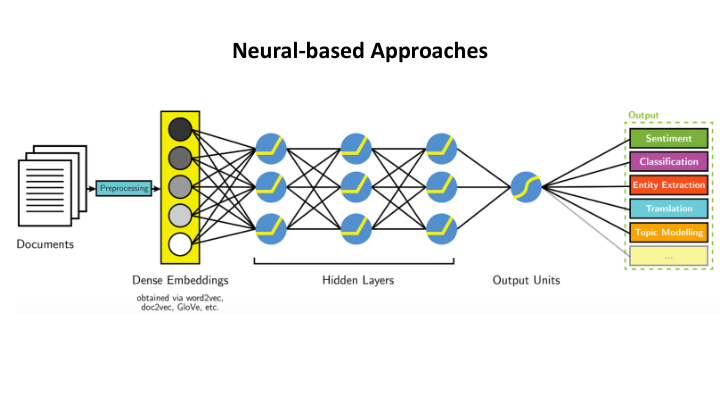 Neural-based Approaches
Output
Sentiment
Classification
Entity Extraction
Translation
Topic Modelling
...
Preprocessing
Documents
Dense Embeddings
obtained via word2vec,
doc2vec, GloVe, etc.
Hidden Layers
Output Units